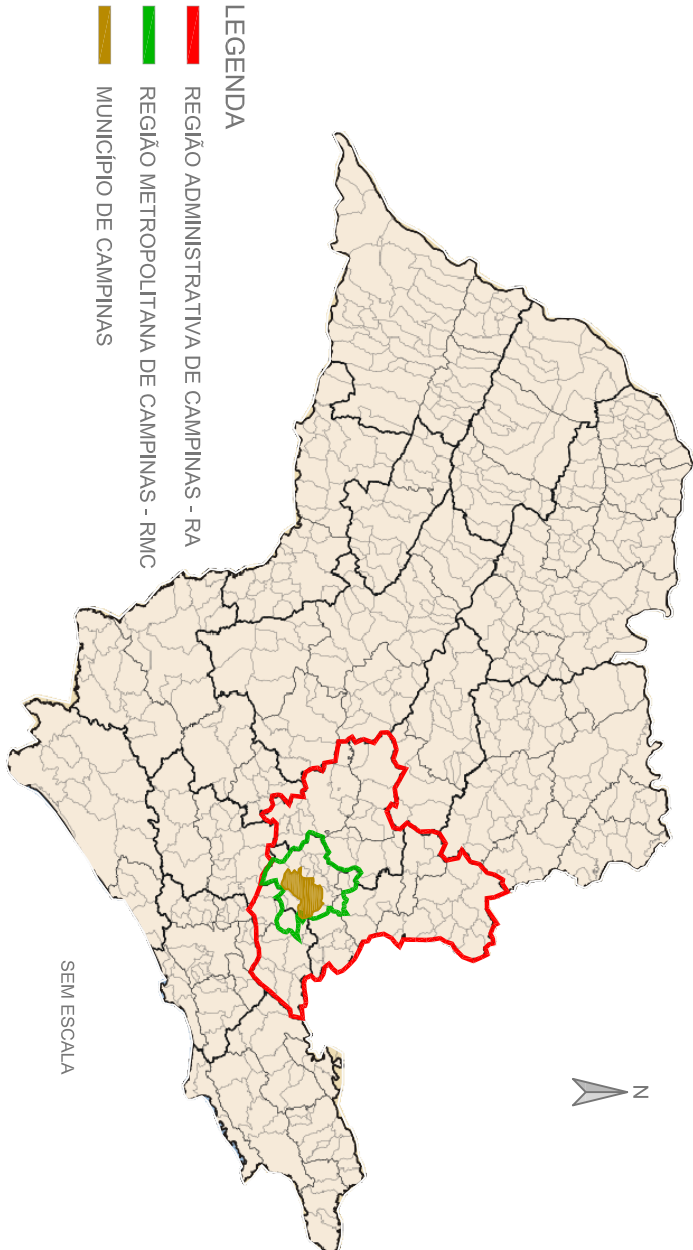 LEGENDA
REGIÃO ADMINISTRATIVA DE CAMPINAS - RA
REGIÃO METROPOLITANA DE CAMPINAS - RMC
MUNICÍPIO DE CAMPINAS
N
SEM ESCALA